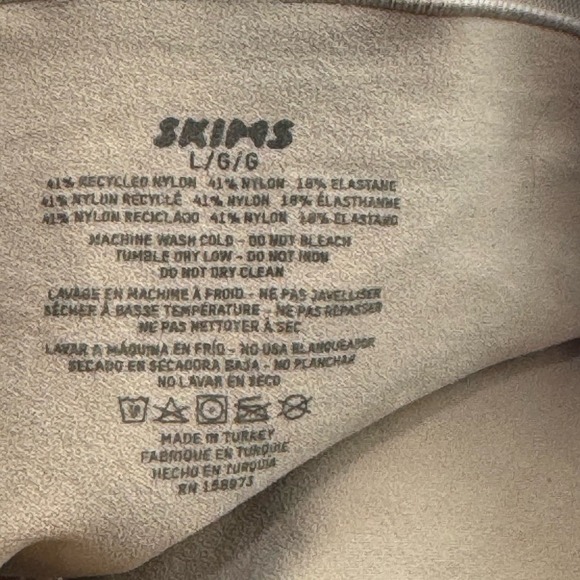 SKIMS
L/G/G
41% RECYCLED NYLON 41% NYLON 18% ELASTANE
41% NYLON RECYCLÉ 41% NYLON 18% ÉLASTHANNE
41% NYLON RECICLADO 41% NYLON 18% ELASTANO
MACHINE WASH COLD - DO NOT BLEACH
TUMBLE DRY LOW - DO NOT IRON
DO NOT DRY CLEAN
LAVAGE EN MACHINE À FROID - NE PAS JAVELLISER
SÉCHER À BASSE TEMPÉRATURE - NE PAS REPASSER
NE PAS NETTOYER À SEC
LAVAR A MÁQUINA EN FRÍO - NO USA BLANQUEADOR
SECADO EN SECADORA BAJA - NO PLANCHAR
NO LAVAR EN SECO
MADE IN TURKEY
FABRIQUÉ EN TURQUIE
HECHO EN TURQUÍA
RN 158973